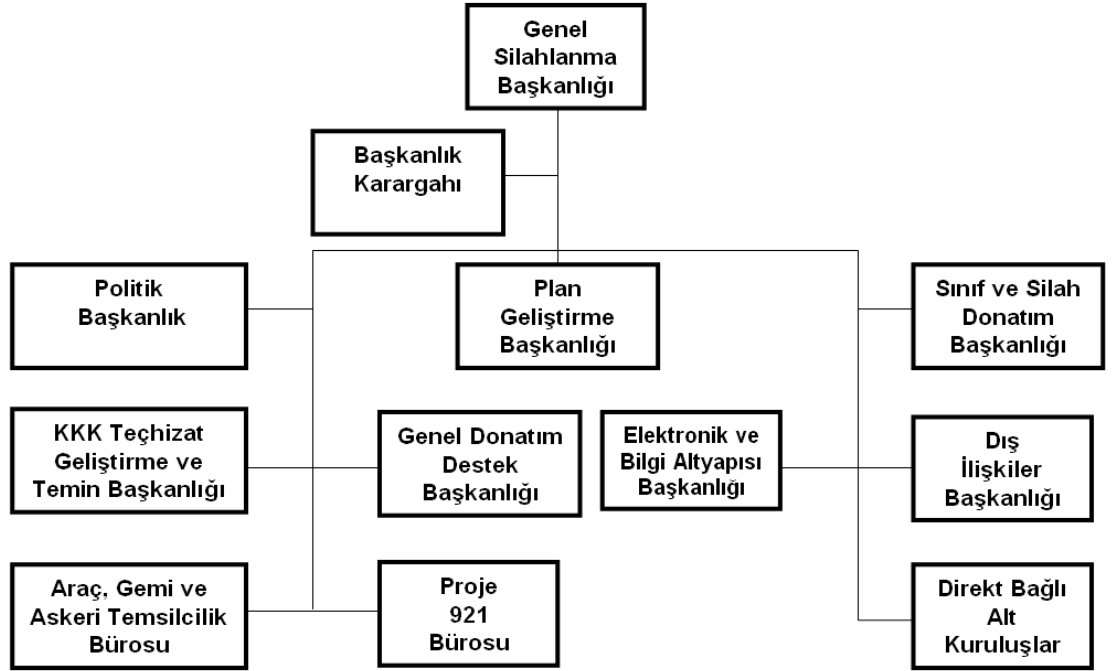 Genel
Silahlanma
Başkanlığı
Başkanlık
Karargahı
Politik
Başkanlık
Plan
Geliştirme
Başkanlığı
Sınıf ve Silah
Donatım
Başkanlığı
KKK Teçhizat
Geliştirme ve
Temin Başkanlığı
Genel Donatım
Destek
Başkanlığı
Elektronik ve
Bilgi Altyapısı
Başkanlığı
Dış
İlişkiler
Başkanlığı
Araç, Gemi ve
Askeri Temsilcilik
Bürosu
Proje
921
Bürosu
Direkt Bağlı
Alt
Kuruluşlar